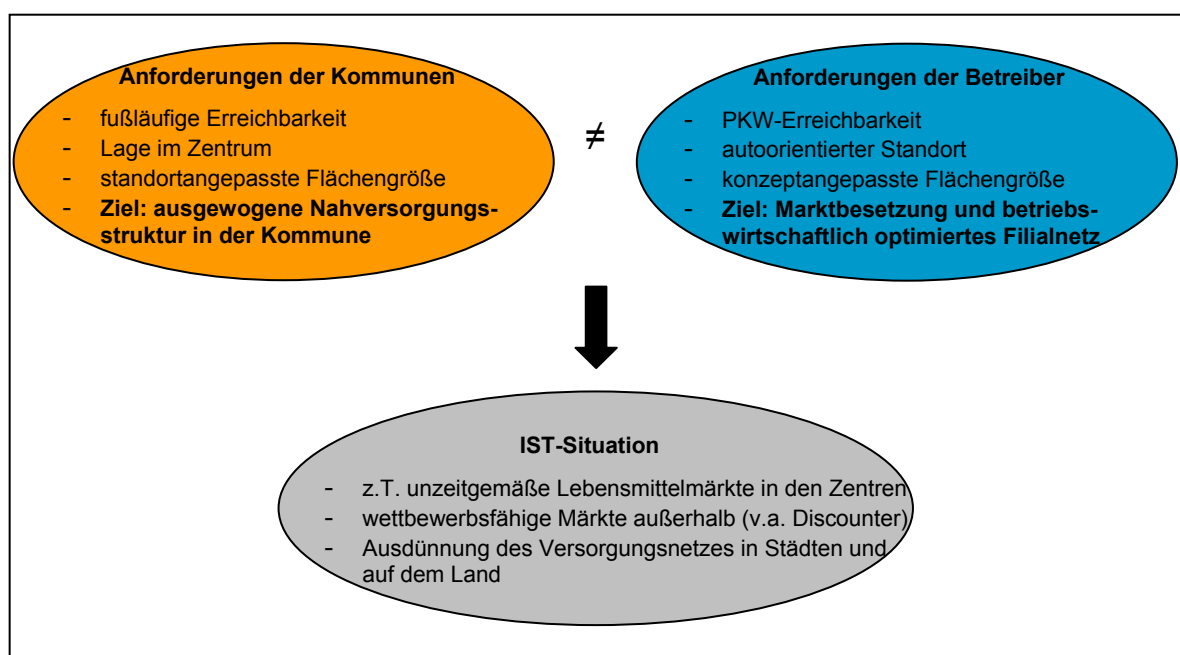 Anforderungen der Kommunen
- fußläufige Erreichbarkeit
- Lage im Zentrum
- standortangepasste Flächengröße
- Ziel: ausgewogene Nahversorgungs-
struktur in der Kommune
≠
Anforderungen der Betreiber
- PKW-Erreichbarkeit
- autoorientierter Standort
- konzeptangepasste Flächengröße
- Ziel: Marktbesetzung und betriebs-
wirtschaftlich optimiertes Filialnetz
IST-Situation
- z.T. unzeitgemäße Lebensmittelmärkte in den Zentren
- wettbewerbsfähige Märkte außerhalb (v.a. Discounter)
- Ausdünnung des Versorgungsnetzes in Städten und
auf dem Land